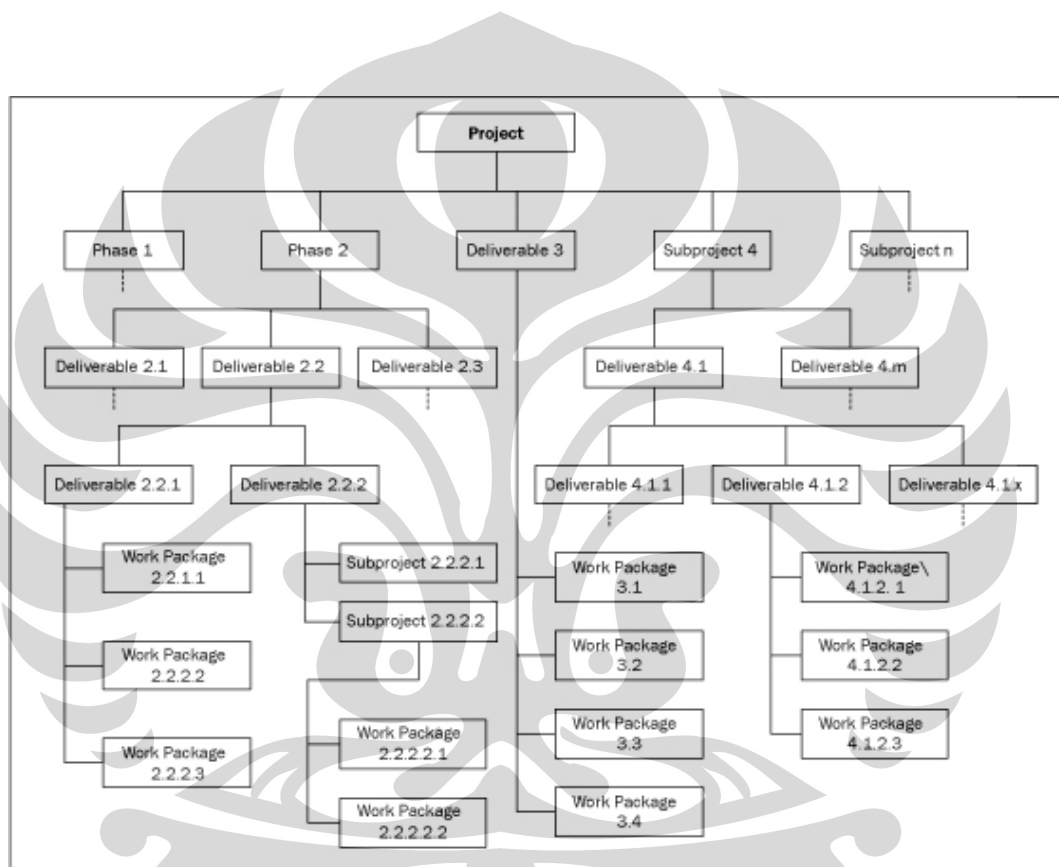 Project
Phase 1
Phase 2
Deliverable 3
Subproject 4
Subproject n
Deliverable 2.1
Deliverable 2.2
Deliverable 2.3
Deliverable 4.1
Deliverable 4.m
Deliverable 2.2.1
Deliverable 2.2.2
Deliverable 4.1.1
Deliverable 4.1.2
Deliverable 4.1.x
Work Package
2.2.1.1
Work Package
2.2.2.2
Work Package
2.2.2.3
Subproject 2.2.2.1
Subproject 2.2.2.2
Work Package
2.2.2.2.1
Work Package
2.2.2.2.2
Work Package
3.1
Work Package
3.2
Work Package
3.3
Work Package
3.4
Work Package\
4.1.2. 1
Work Package
4.1.2.2
Work Package
4.1.2.3